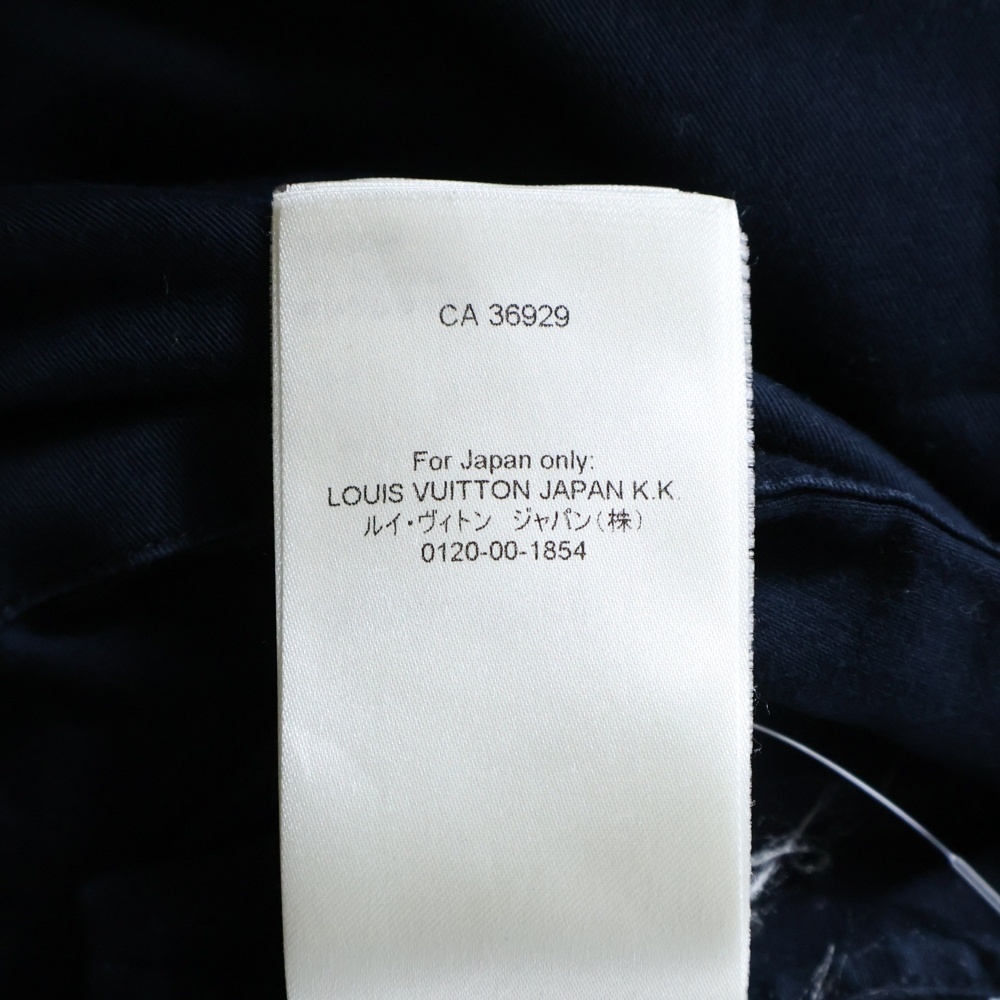 CA 36929
For Japan only:
LOUIS VUITTON JAPAN K.K.
ルイ・ヴィトン ジャパン(株)
0120-00-1854